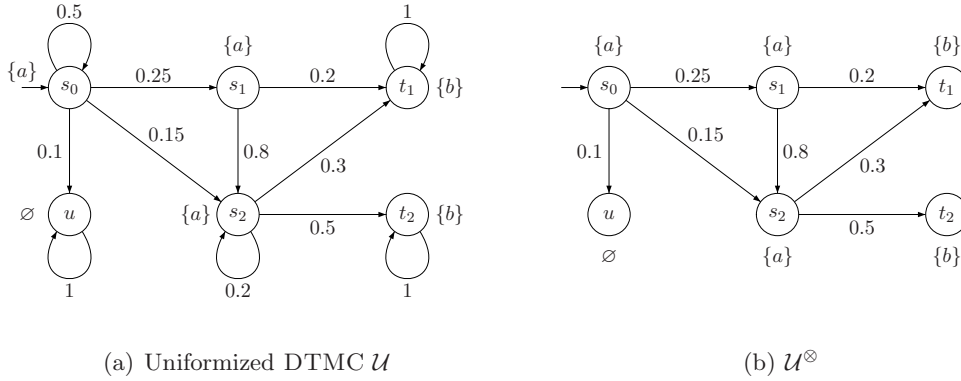 0.5 1
{a} {a}
s₀ 0.25 s₁ 0.2 t₁ {b}
0.15
0.1 0.8 0.3
∅ u {a} s₂ 0.5 t₂ {b}
1 0.2 1
(a) Uniformized DTMC 𝒰
{a} {a} {b}
s₀ 0.25 s₁ 0.2 t₁
0.15
0.1 0.8 0.3
u s₂ 0.5 t₂
∅ {a} {b}
(b) 𝒰⊗